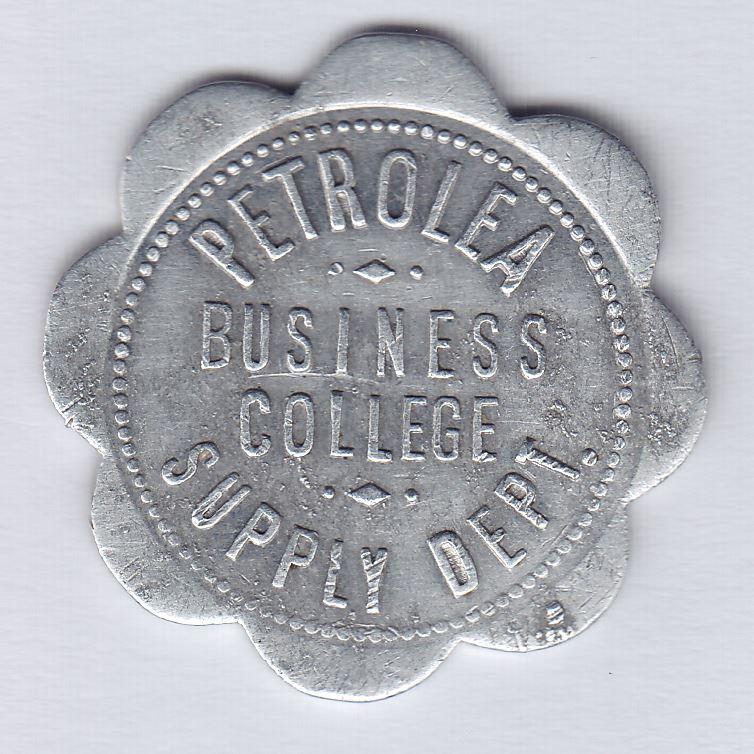 PETROLEA
BUSINESS
COLLEGE
SUPPLY DEPT.